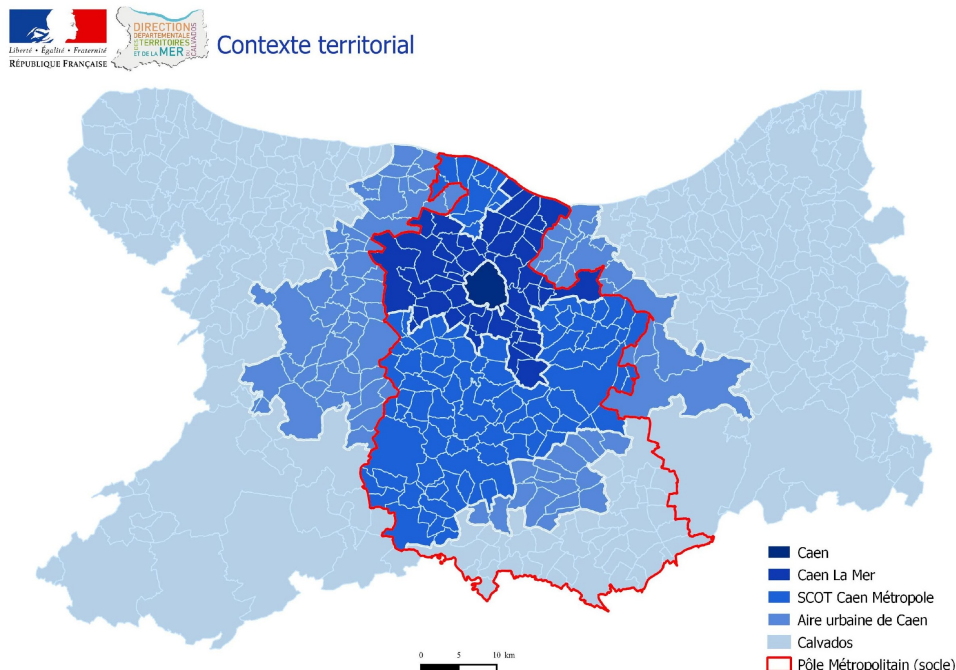 Liberté • Égalité • Fraternité
RÉPUBLIQUE FRANÇAISE
DIRECTION
DÉPARTEMENTALE
DES TERRITOIRES
ET DE LA MER
CALVADOS
Contexte territorial
Caen
Caen La Mer
SCOT Caen Métropole
Aire urbaine de Caen
Calvados
Pôle Métropolitain (socle)
0 5 10 km